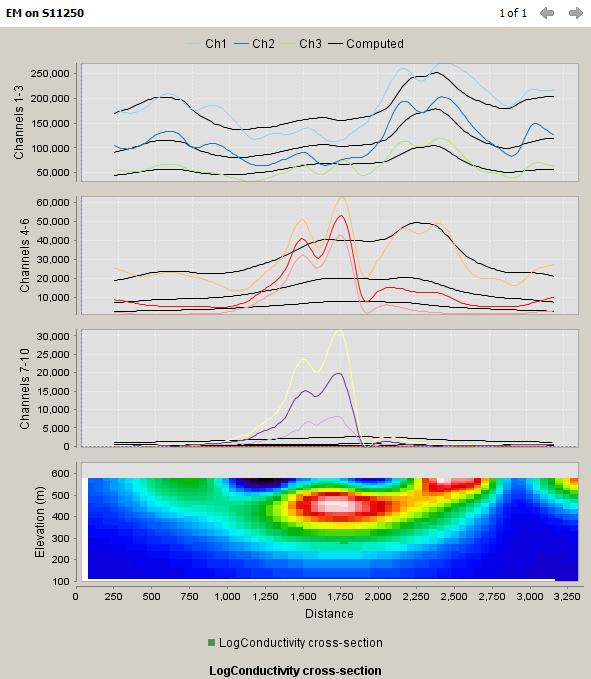 EM on S11250
1 of 1
Ch1 Ch2 Ch3 Computed
Channels 1-3
250,000
200,000
150,000
100,000
50,000
Channels 4-6
60,000
50,000
40,000
30,000
20,000
10,000
Channels 7-10
30,000
25,000
20,000
15,000
10,000
5,000
0
Elevation (m)
600
500
400
300
200
100
0 250 500 750 1,000 1,250 1,500 1,750 2,000 2,250 2,500 2,750 3,000 3,250
Distance
LogConductivity cross-section
LogConductivity cross-section